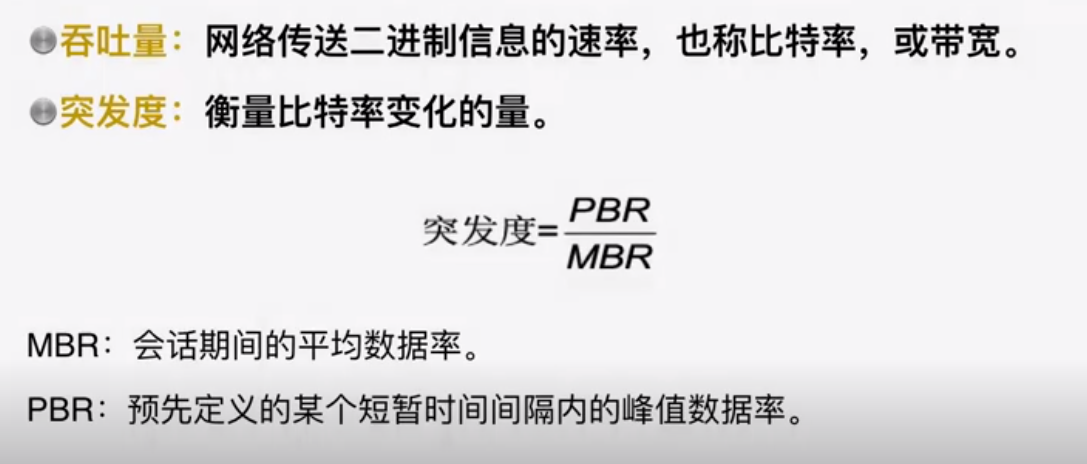 吞吐量：网络传送二进制信息的速率，也称比特率，或带宽。
突发度：衡量比特率变化的量。
突发度=PBR/MBR
MBR：会话期间的平均数据率。
PBR：预先定义的某个短暂时间间隔内的峰值数据率。